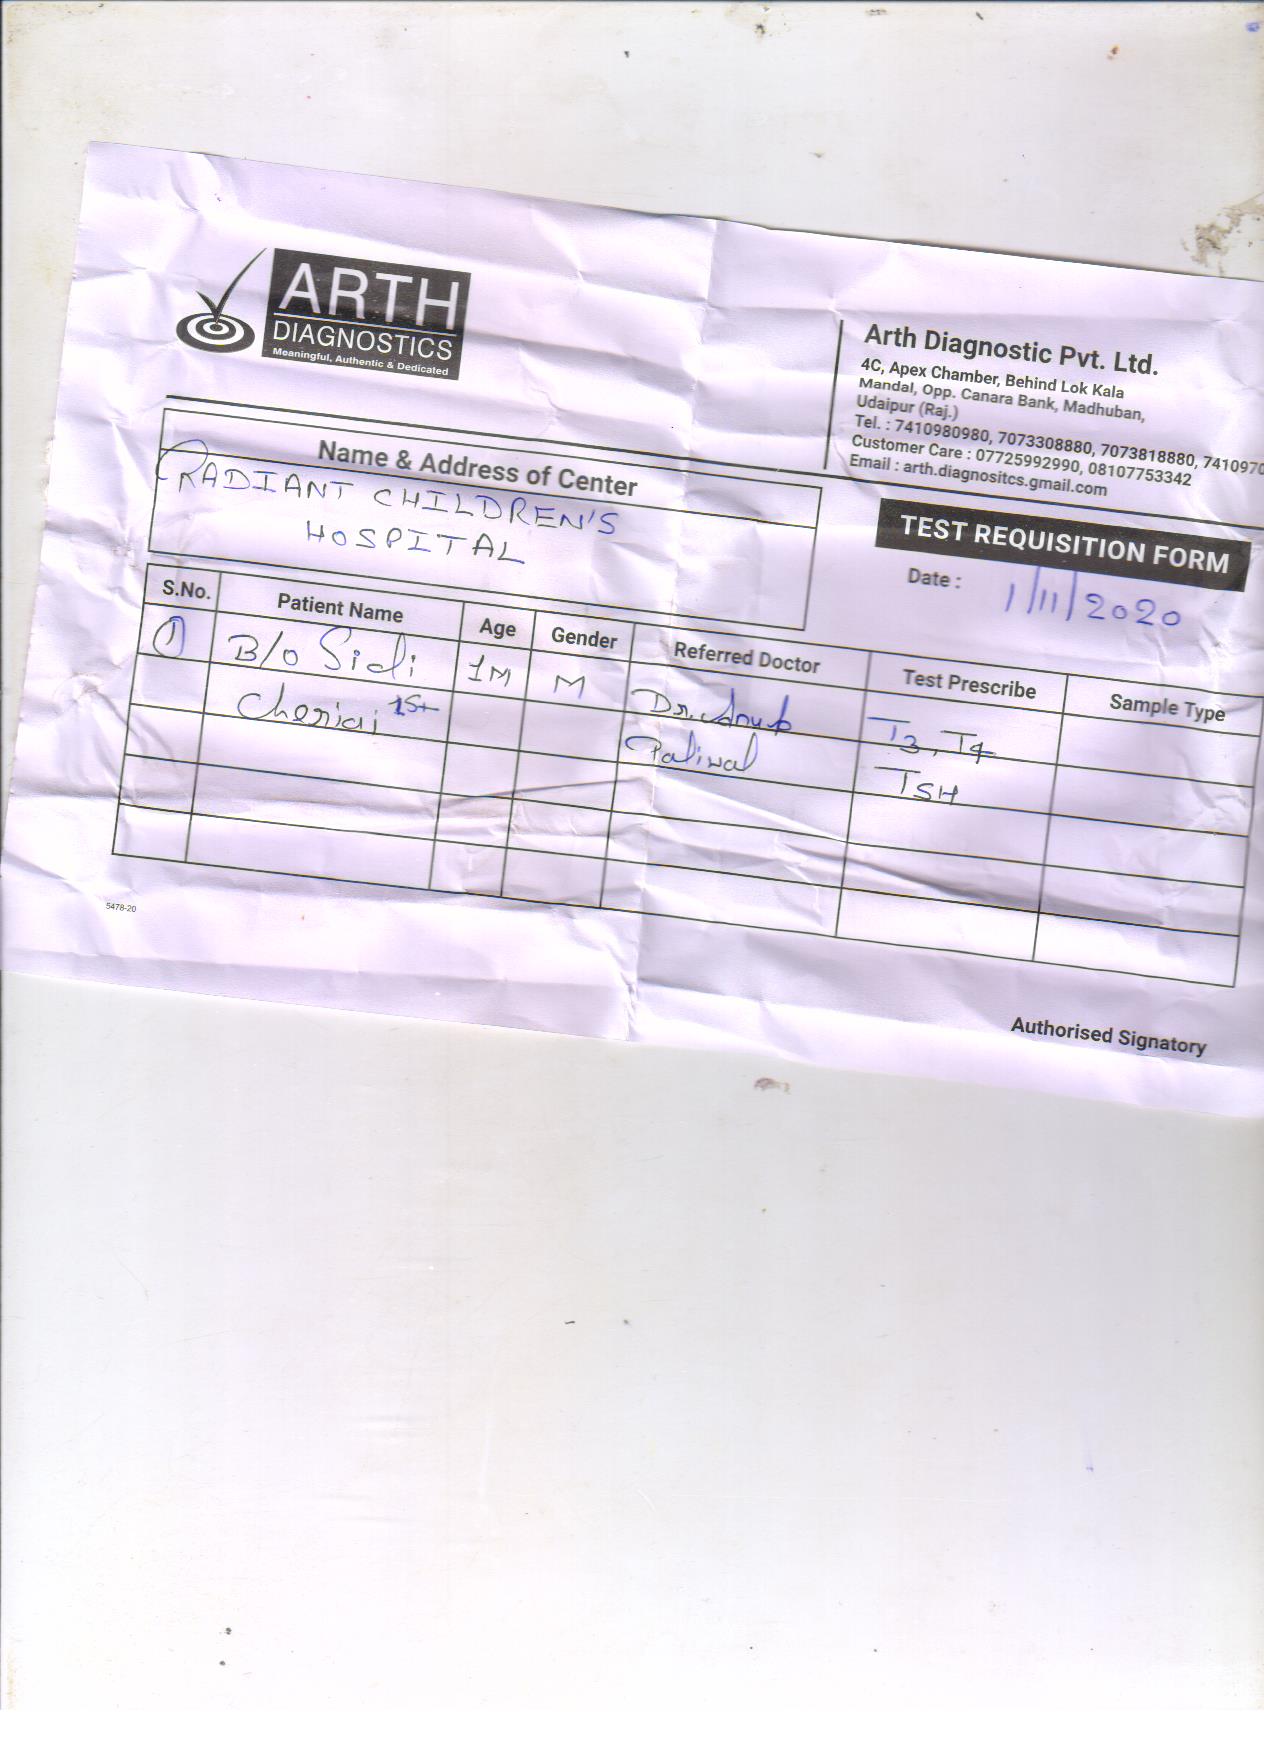 ARTH
DIAGNOSTICS
Meaningful, Authentic & Dedicated
Arth Diagnostic Pvt. Ltd.
4C, Apex Chamber, Behind Lok Kala
Mandal, Opp. Canara Bank, Madhuban,
Udaipur (Raj.)
Tel. : 7410980980, 7073308880, 7073818880, 7410970
Customer Care : 07725992990, 08107753342
Email : arth.diagnositcs.gmail.com
Name & Address of Center
RADIANT CHILDREN'S
HOSPITAL
TEST REQUISITION FORM
Date : 1/11/2020
S.No. Patient Name Age Gender Referred Doctor Test Prescribe Sample Type
1 B/o Sidi 1M M Dr. T3, T4
1st Paliwal TSH
5478-20
Authorised Signatory